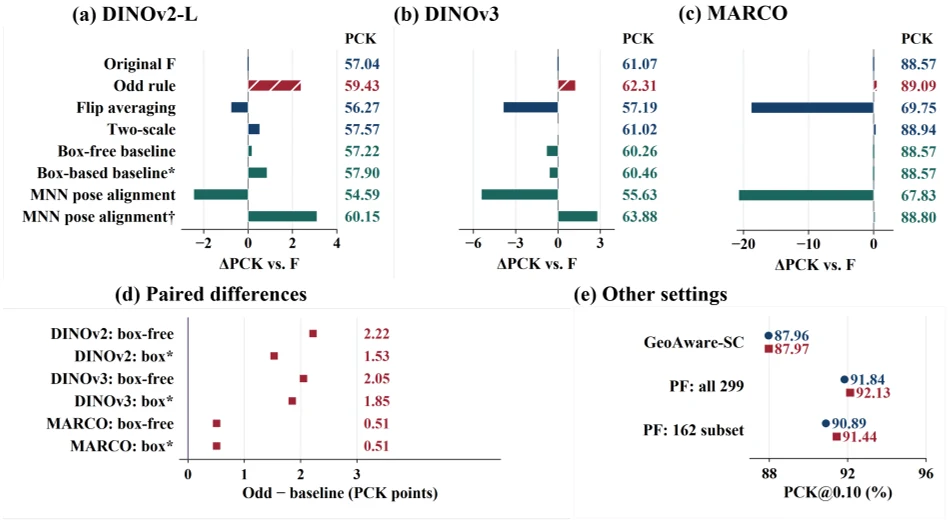 (a) DINOv2-L
PCK
Original F 57.04
Odd rule 59.43
Flip averaging 56.27
Two-scale 57.57
Box-free baseline 57.22
Box-based baseline* 57.90
MNN pose alignment 54.59
MNN pose alignment† 60.15
−2 0 2 4
ΔPCK vs. F
(b) DINOv3
PCK
61.07
62.31
57.19
61.02
60.26
60.46
55.63
63.88
−6 −3 0 3
ΔPCK vs. F
(c) MARCO
PCK
88.57
89.09
69.75
88.94
88.57
88.57
67.83
88.80
−20 −10 0
ΔPCK vs. F
(d) Paired differences
DINOv2: box-free 2.22
DINOv2: box* 1.53
DINOv3: box-free 2.05
DINOv3: box* 1.85
MARCO: box-free 0.51
MARCO: box* 0.51
0 1 2 3
Odd − baseline (PCK points)
(e) Other settings
GeoAware-SC 87.96
87.97
PF: all 299 91.84
92.13
PF: 162 subset 90.89
91.44
88 92 96
PCK@0.10 (%)